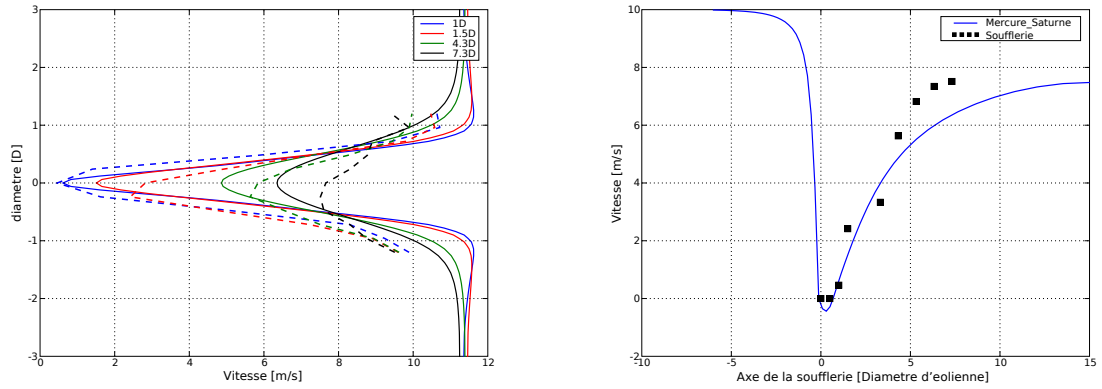 1D
1.5D
4.3D
7.3D
3
2
1
0
-1
-2
-3
0
2
4
6
8
10
12
diametre [D]
Vitesse [m/s]
Mercure_Saturne
Soufflerie
10
8
6
4
2
0
-2
-10
-5
0
5
10
15
Vitesse [m/s]
Axe de la soufflerie [Diametre d'eolienne]